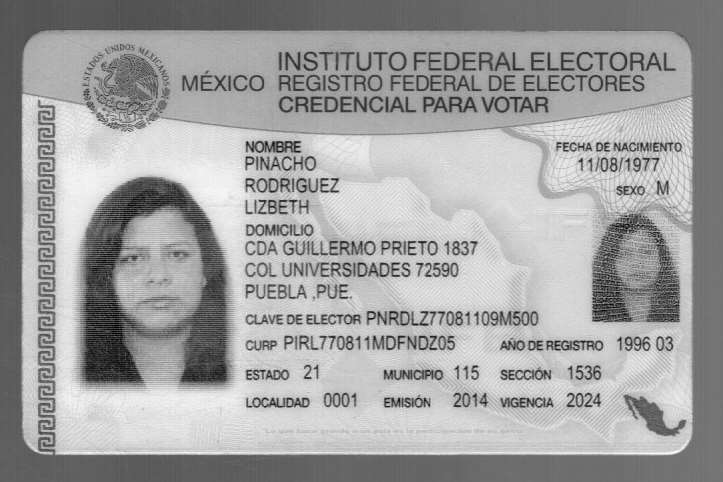 ESTADOS UNIDOS MEXICANOS
MÉXICO
INSTITUTO FEDERAL ELECTORAL
REGISTRO FEDERAL DE ELECTORES
CREDENCIAL PARA VOTAR
NOMBRE
PINACHO
RODRIGUEZ
LIZBETH
FECHA DE NACIMIENTO
11/08/1977
SEXO M
DOMICILIO
CDA GUILLERMO PRIETO 1837
COL UNIVERSIDADES 72590
PUEBLA ,PUE.
CLAVE DE ELECTOR PNRDLZ77081109M500
CURP PIRL770811MDFNDZ05 AÑO DE REGISTRO 1996 03
ESTADO 21 MUNICIPIO 115 SECCIÓN 1536
LOCALIDAD 0001 EMISIÓN 2014 VIGENCIA 2024